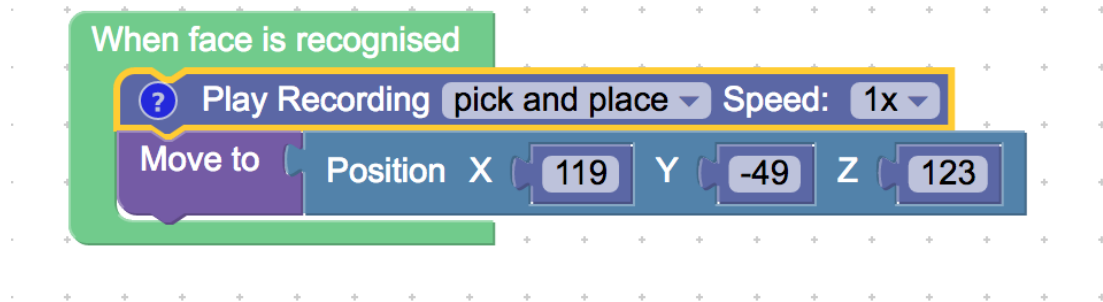 When face is recognised
? Play Recording pick and place Speed: 1x
Move to Position X 119 Y -49 Z 123